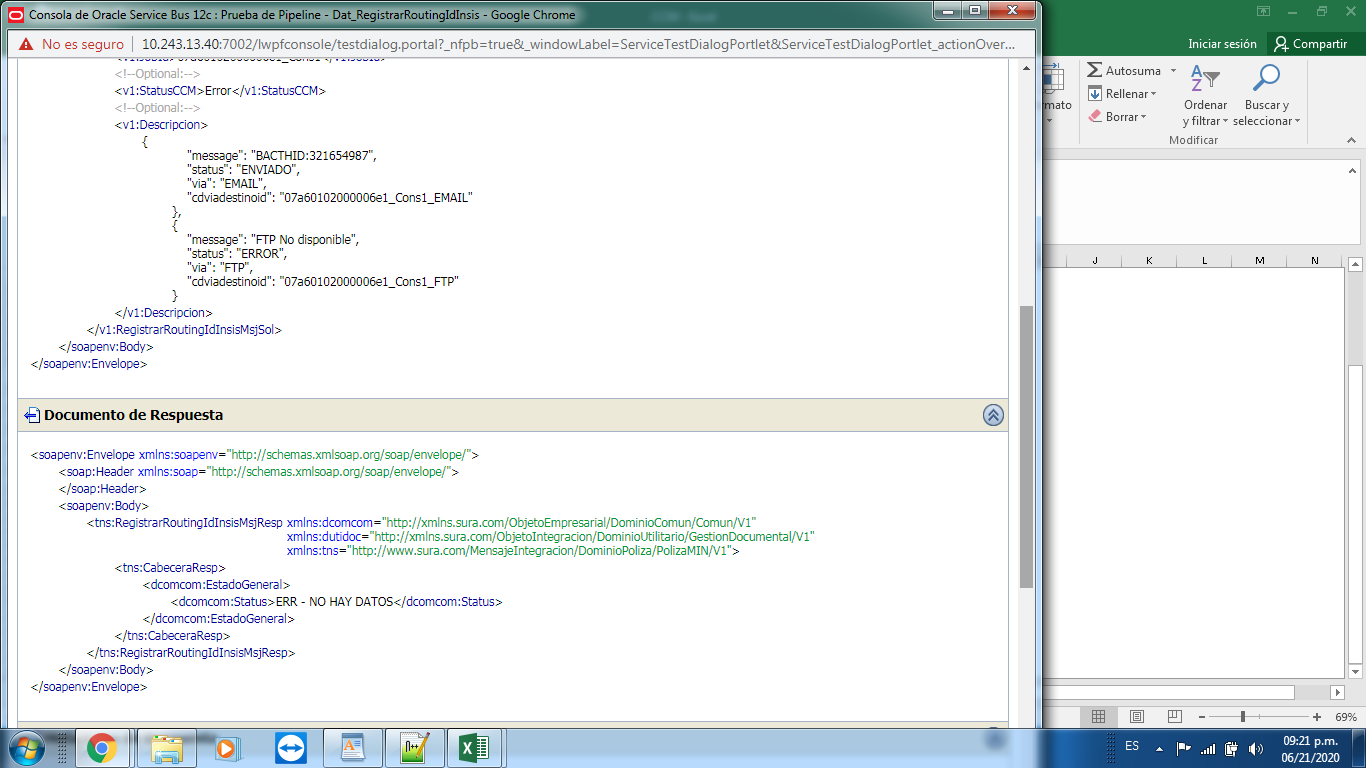 Consola de Oracle Service Bus 12c : Prueba de Pipeline - Dat_RegistrarRoutingIdInsis - Google Chrome
No es seguro | 10.243.13.40:7002/lwpfconsole/testdialog.portal?_nfpb=true&_windowLabel=ServiceTestDialogPortlet&ServiceTestDialogPortlet_actionOver...
<!--Optional:-->
<v1:StatusCCM>Error</v1:StatusCCM>
<!--Optional:-->
<v1:Descripcion>
{
"message": "BACTHID:321654987",
"status": "ENVIADO",
"via": "EMAIL",
"cdviadestinoid": "07a60102000006e1_Cons1_EMAIL"
},
{
"message": "FTP No disponible",
"status": "ERROR",
"via": "FTP",
"cdviadestinoid": "07a60102000006e1_Cons1_FTP"
}
</v1:Descripcion>
</v1:RegistrarRoutingIdInsisMsjSol>
</soapenv:Body>
</soapenv:Envelope>
Documento de Respuesta
<soapenv:Envelope xmlns:soapenv="http://schemas.xmlsoap.org/soap/envelope/">
<soap:Header xmlns:soap="http://schemas.xmlsoap.org/soap/envelope/">
</soap:Header>
<soapenv:Body>
<tns:RegistrarRoutingIdInsisMsjResp xmlns:dcomcom="http://xmlns.sura.com/ObjetoEmpresarial/DominioComun/Comun/V1"
xmlns:dutidoc="http://xmlns.sura.com/ObjetoIntegracion/DominioUtilitario/GestionDocumental/V1"
xmlns:tns="http://www.sura.com/MensajeIntegracion/DominioPoliza/PolizaMIN/V1">
<tns:CabeceraResp>
<dcomcom:EstadoGeneral>
<dcomcom:Status>ERR - NO HAY DATOS</dcomcom:Status>
</dcomcom:EstadoGeneral>
</tns:CabeceraResp>
</tns:RegistrarRoutingIdInsisMsjResp>
</soapenv:Body>
</soapenv:Envelope>
Iniciar sesión Compartir
Autosuma
Rellenar
Borrar
Ordenar
y filtrar
Buscar y
seleccionar
Modificar
J K L M N
69%
ES
09:21 p.m.
06/21/2020